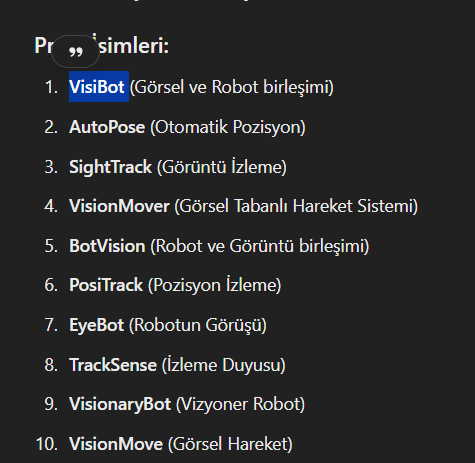 Pr simleri:
1. VisiBot (Görsel ve Robot birleşimi)
2. AutoPose (Otomatik Pozisyon)
3. SightTrack (Görüntü İzleme)
4. VisionMover (Görsel Tabanlı Hareket Sistemi)
5. BotVision (Robot ve Görüntü birleşimi)
6. PosiTrack (Pozisyon İzleme)
7. EyeBot (Robotun Görüşü)
8. TrackSense (İzleme Duyusu)
9. VisionaryBot (Vizyoner Robot)
10. VisionMove (Görsel Hareket)